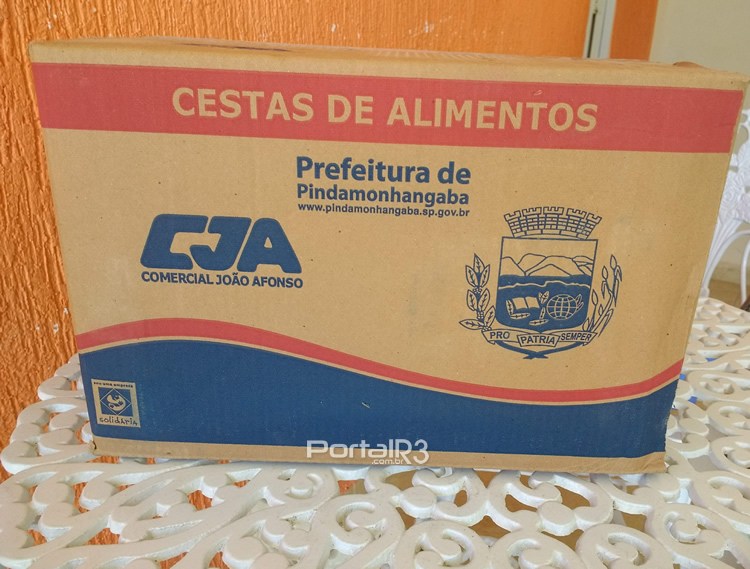 CESTAS DE ALIMENTOS
Prefeitura de
Pindamonhangaba
www.pindamonhangaba.sp.gov.br
CJA
COMERCIAL JOÃO AFONSO
PRO PATRIA SEMPER
solidária
PortalR3
.com.br